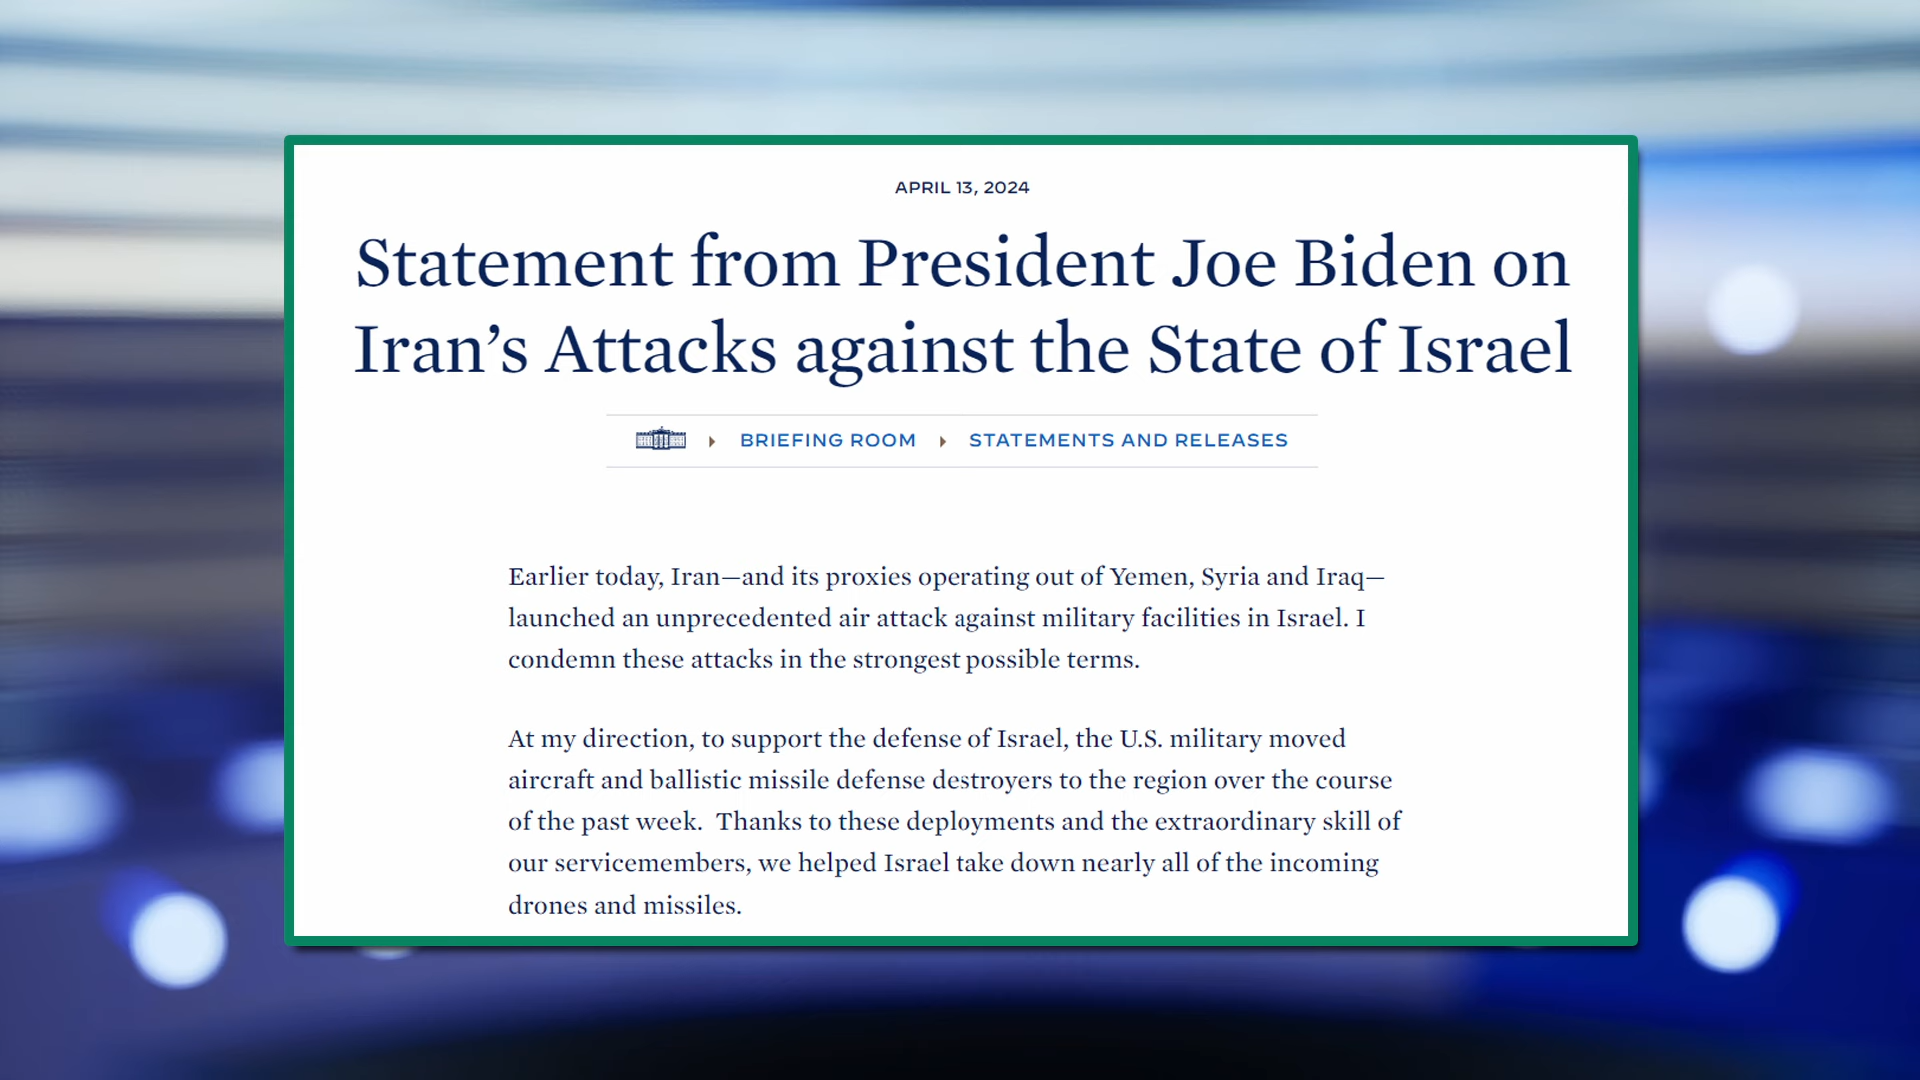 APRIL 13, 2024
Statement from President Joe Biden on
Iran’s Attacks against the State of Israel
BRIEFING ROOM STATEMENTS AND RELEASES
Earlier today, Iran—and its proxies operating out of Yemen, Syria and Iraq—
launched an unprecedented air attack against military facilities in Israel. I
condemn these attacks in the strongest possible terms.
At my direction, to support the defense of Israel, the U.S. military moved
aircraft and ballistic missile defense destroyers to the region over the course
of the past week.  Thanks to these deployments and the extraordinary skill of
our servicemembers, we helped Israel take down nearly all of the incoming
drones and missiles.